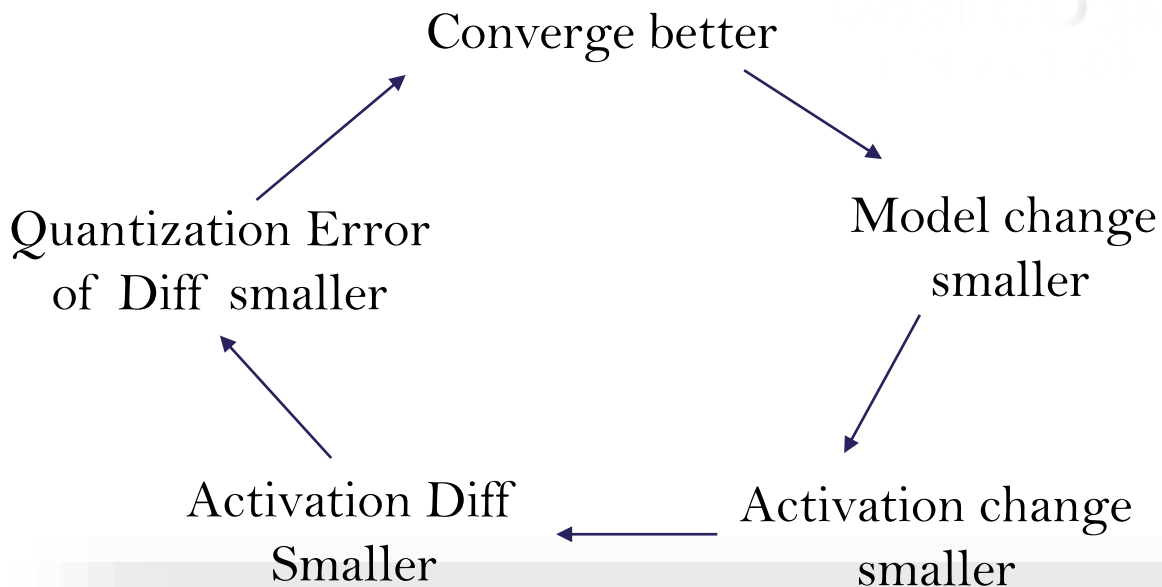 Converge better
Model change
smaller
Activation change
smaller
Activation Diff
Smaller
Quantization Error
of Diff smaller